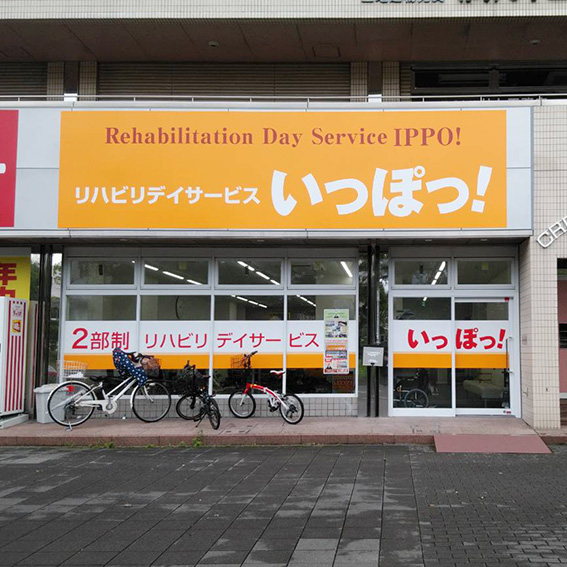 Rehabilitation Day Service IPPO!
リハビリデイサービス いっぽっ!
2部制 リハビリ デイサービス
いっぽっ!